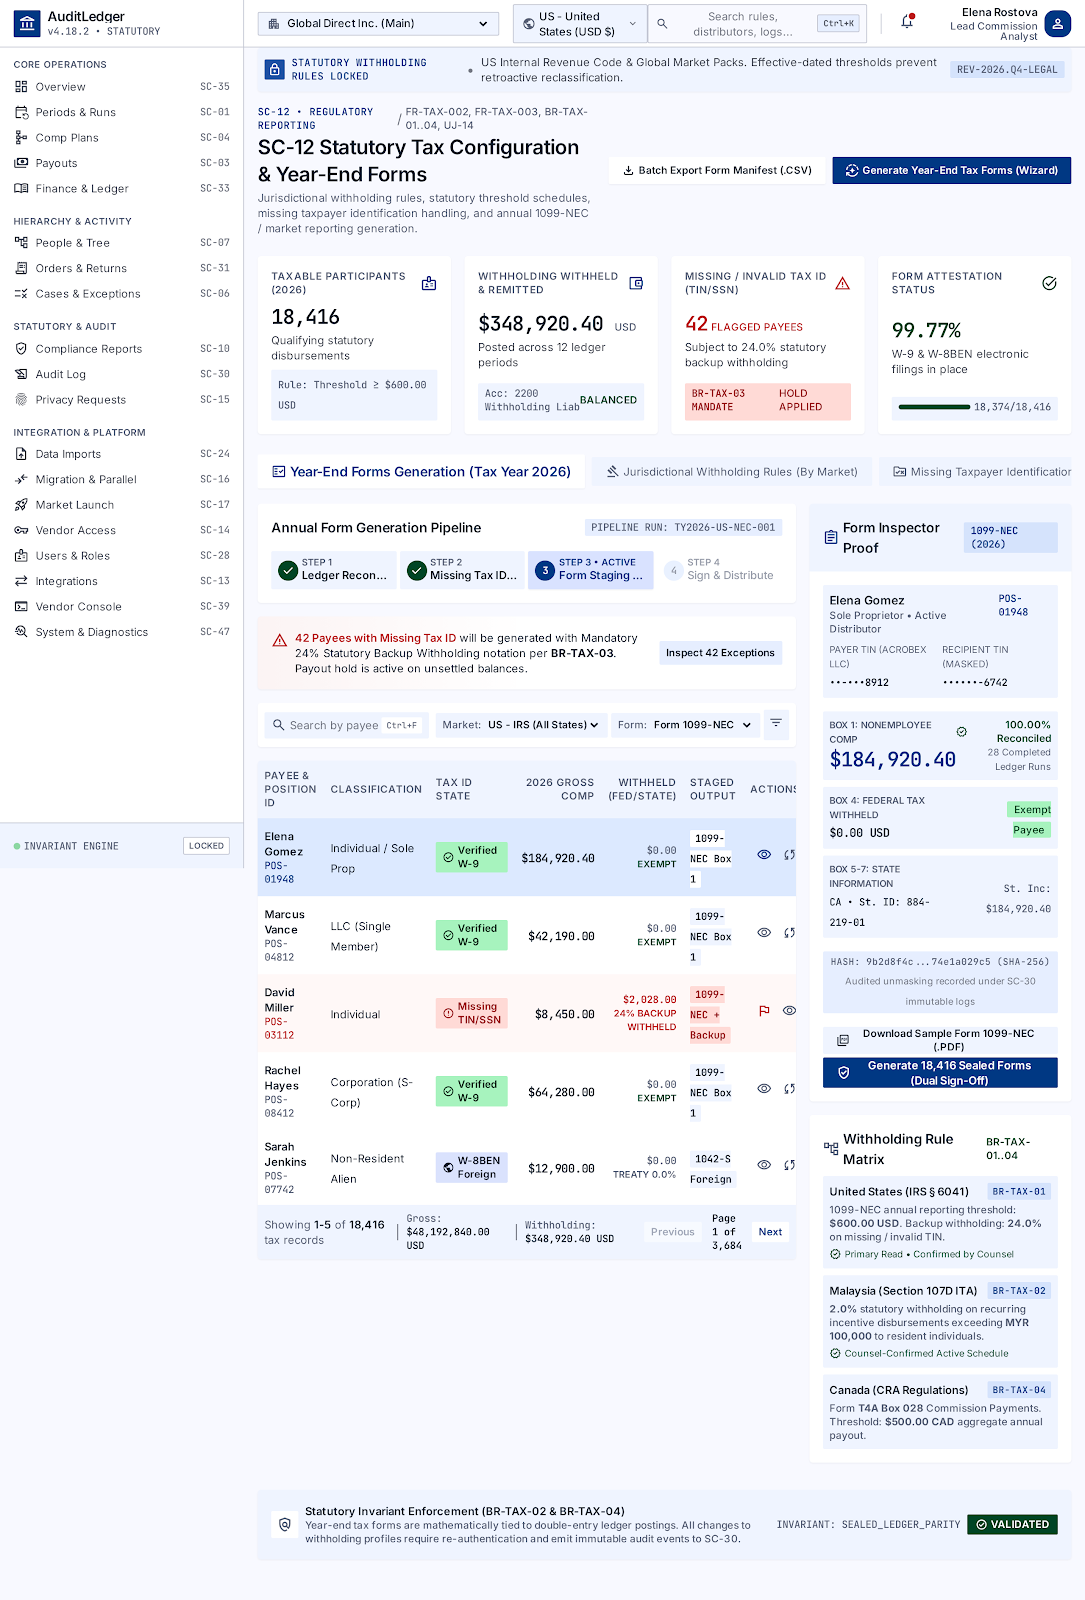 AuditLedger
v4.18.2 • STATUTORY
CORE OPERATIONS
Overview SC-35
Periods & Runs SC-01
Comp Plans SC-04
Payouts SC-03
Finance & Ledger SC-33
HIERARCHY & ACTIVITY
People & Tree SC-07
Orders & Returns SC-31
Cases & Exceptions SC-06
STATUTORY & AUDIT
Compliance Reports SC-10
Audit Log SC-30
Privacy Requests SC-15
INTEGRATION & PLATFORM
Data Imports SC-24
Migration & Parallel SC-16
Market Launch SC-17
Vendor Access SC-14
Users & Roles SC-28
Integrations SC-13
Vendor Console SC-39
System & Diagnostics SC-47
INVARIANT ENGINE LOCKED
Global Direct Inc. (Main)
US - United
States (USD $)
Search rules,
distributors, logs...
Ctrl+K
Elena Rostova
Lead Commission
Analyst
STATUTORY WITHHOLDING
RULES LOCKED
• US Internal Revenue Code & Global Market Packs. Effective-dated thresholds prevent
retroactive reclassification.
REV-2026.Q4-LEGAL
SC-12 • REGULATORY
REPORTING
/ FR-TAX-002, FR-TAX-003, BR-TAX-
01..04, UJ-14
SC-12 Statutory Tax Configuration
& Year-End Forms
Jurisdictional withholding rules, statutory threshold schedules,
missing taxpayer identification handling, and annual 1099-NEC
/ market reporting generation.
Batch Export Form Manifest (.CSV)
Generate Year-End Tax Forms (Wizard)
TAXABLE PARTICIPANTS
(2026)
18,416
Qualifying statutory
disbursements
Rule: Threshold ≥ $600.00
USD
WITHHOLDING WITHHELD
& REMITTED
$348,920.40 USD
Posted across 12 ledger
periods
Acc: 2200
Withholding Liab
BALANCED
MISSING / INVALID TAX ID
(TIN/SSN)
42 FLAGGED PAYEES
Subject to 24.0% statutory
backup withholding
BR-TAX-03
MANDATE
HOLD
APPLIED
FORM ATTESTATION
STATUS
99.77%
W-9 & W-8BEN electronic
filings in place
18,374/18,416
Year-End Forms Generation (Tax Year 2026)
Jurisdictional Withholding Rules (By Market)
Missing Taxpayer Identification
Annual Form Generation Pipeline
PIPELINE RUN: TY2026-US-NEC-001
STEP 1
Ledger Recon...
STEP 2
Missing Tax ID...
3
STEP 3 • ACTIVE
Form Staging ...
4
STEP 4
Sign & Distribute
42 Payees with Missing Tax ID will be generated with Mandatory
24% Statutory Backup Withholding notation per BR-TAX-03.
Payout hold is active on unsettled balances.
Inspect 42 Exceptions
Search by payee Ctrl+F
Market: US - IRS (All States)
Form: Form 1099-NEC
PAYEE &
POSITION
ID
CLASSIFICATION
TAX ID
STATE
2026 GROSS
COMP
WITHHELD
(FED/STATE)
STAGED
OUTPUT
ACTIONS
Elena
Gomez
POS-
01948
Individual / Sole
Prop
Verified
W-9
$184,920.40
$0.00
EXEMPT
1099-
NEC Box
1
Marcus
Vance
POS-
04812
LLC (Single
Member)
Verified
W-9
$42,190.00
$0.00
EXEMPT
1099-
NEC Box
1
David
Miller
POS-
03112
Individual
Missing
TIN/SSN
$8,450.00
$2,028.00
24% BACKUP
WITHHELD
1099-
NEC +
Backup
Rachel
Hayes
POS-
08412
Corporation (S-
Corp)
Verified
W-9
$64,280.00
$0.00
EXEMPT
1099-
NEC Box
1
Sarah
Jenkins
POS-
07742
Non-Resident
Alien
W-8BEN
Foreign
$12,900.00
$0.00
TREATY 0.0%
1042-S
Foreign
Showing 1-5 of 18,416
tax records
Gross:
$48,192,840.00
USD
Withholding:
$348,920.40 USD
Previous
Page
1 of
3,684
Next
Form Inspector
Proof
1099-NEC
(2026)
Elena Gomez
Sole Proprietor • Active
Distributor
POS-
01948
PAYER TIN (ACROBEX
LLC)
••-•••8912
RECIPIENT TIN
(MASKED)
••••••-6742
BOX 1: NONEMPLOYEE
COMP
$184,920.40
100.00%
Reconciled
28 Completed
Ledger Runs
BOX 4: FEDERAL TAX
WITHHELD
$0.00 USD
Exempt
Payee
BOX 5-7: STATE
INFORMATION
CA • St. ID: 884-
219-01
St. Inc:
$184,920.40
HASH: 9b2d8f4c...74e1a029c5 (SHA-256)
Audited unmasking recorded under SC-30
immutable logs
Download Sample Form 1099-NEC
(.PDF)
Generate 18,416 Sealed Forms
(Dual Sign-Off)
Withholding Rule
Matrix
BR-TAX-
01..04
United States (IRS § 6041) BR-TAX-01
1099-NEC annual reporting threshold:
$600.00 USD. Backup withholding: 24.0%
on missing / invalid TIN.
Primary Read • Confirmed by Counsel
Malaysia (Section 107D ITA) BR-TAX-02
2.0% statutory withholding on recurring
incentive disbursements exceeding MYR
100,000 to resident individuals.
Counsel-Confirmed Active Schedule
Canada (CRA Regulations) BR-TAX-04
Form T4A Box 028 Commission Payments.
Threshold: $500.00 CAD aggregate annual
payout.
Statutory Invariant Enforcement (BR-TAX-02 & BR-TAX-04)
Year-end tax forms are mathematically tied to double-entry ledger postings. All changes to
withholding profiles require re-authentication and emit immutable audit events to SC-30.
INVARIANT: SEALED_LEDGER_PARITY
VALIDATED